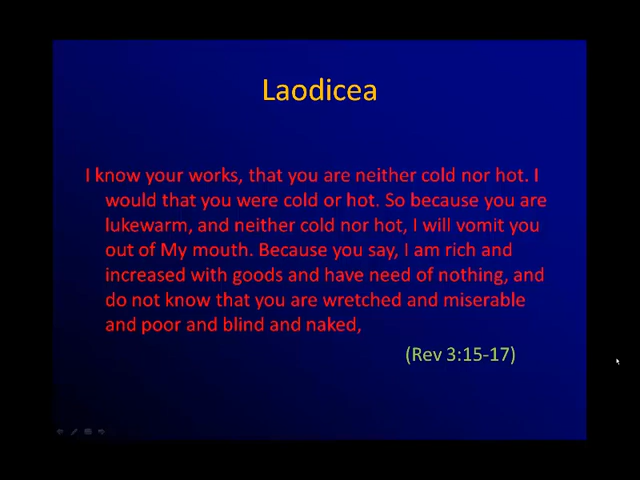 Laodicea
I know your works, that you are neither cold nor hot. I
would that you were cold or hot. So because you are
lukewarm, and neither cold nor hot, I will vomit you
out of My mouth. Because you say, I am rich and
increased with goods and have need of nothing, and
do not know that you are wretched and miserable
and poor and blind and naked,
(Rev 3:15-17)